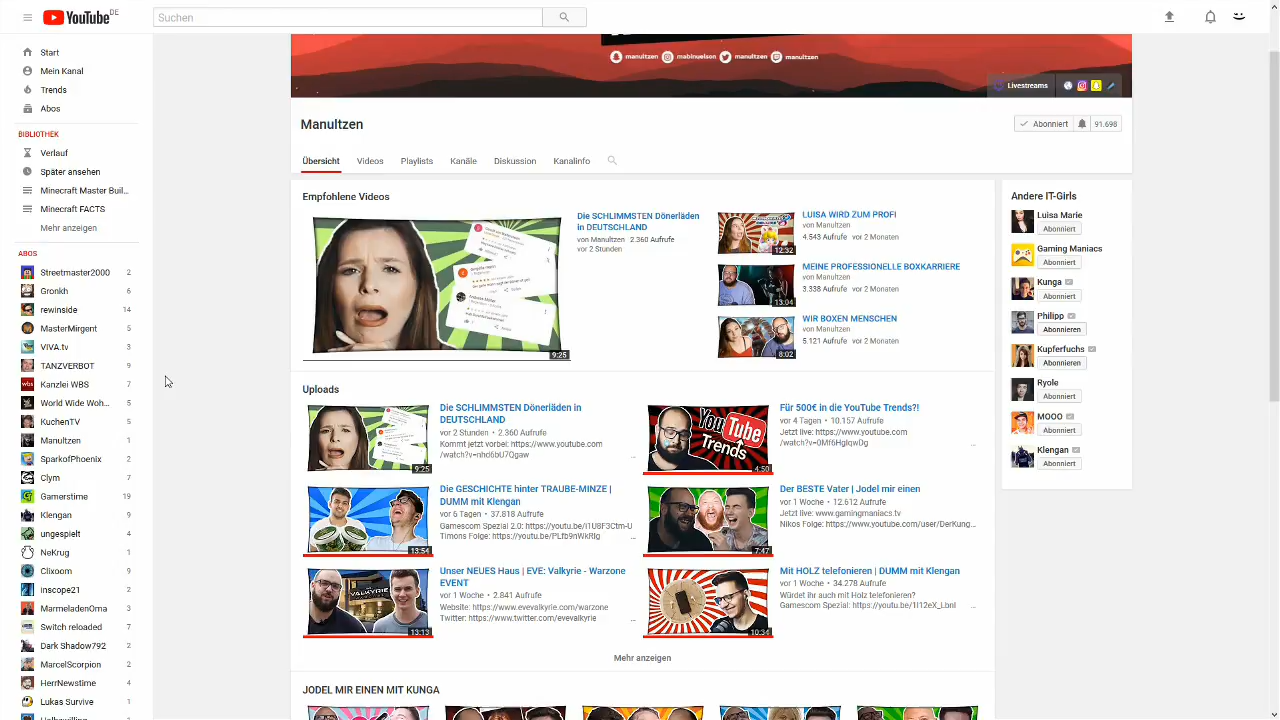 YouTube DE
Suchen
Start
Mein Kanal
Trends
Abos
BIBLIOTHEK
Verlauf
Später ansehen
Minecraft Master Buil...
Minecraft FACTS
Mehr anzeigen
ABOS
Streetmaster2000 2
Gronkh 6
rewinside 14
MasterMirgent 5
VIVA.tv 3
TANZVERBOT 9
Kanzlei WBS 7
World Wide Woh... 5
KuchenTV 5
Manultzen 1
SparkofPhoenix 2
Clym 7
Gamerstime 19
Klengan 9
ungespielt 4
NeKrug 2
Clixoom 9
inscope21 2
MarmeladenOma 3
Switch reloaded 7
Dark Shadow792 2
MarcelScorpion 2
HerrNewstime 4
Lukas Survive 2
manultzen mabinuelson manultzen manultzen
Livestreams
Manultzen
Abonniert 91.698
Übersicht Videos Playlists Kanäle Diskussion Kanalinfo
Empfohlene Videos
9:25
Die SCHLIMMSTEN Dönerläden
in DEUTSCHLAND
von Manultzen 2.360 Aufrufe
vor 2 Stunden
12:32
LUISA WIRD ZUM PROFI
von Manultzen
4.543 Aufrufe vor 2 Monaten
13:04
MEINE PROFESSIONELLE BOXKARRIERE
von Manultzen
3.338 Aufrufe vor 2 Monaten
8:02
WIR BOXEN MENSCHEN
von Manultzen
5.121 Aufrufe vor 2 Monaten
Uploads
9:25
Die SCHLIMMSTEN Dönerläden in
DEUTSCHLAND
vor 2 Stunden • 2.360 Aufrufe
Kommt jetzt vorbei: https://www.youtube.com
/watch?v=nhd6bU7Qgaw ...
YouTube
Trends
4:50
Für 500€ in die YouTube Trends?!
vor 4 Tagen • 10.157 Aufrufe
Jetzt live: https://www.youtube.com
/watch?v=0Mf6HglqwDg ...
13:54
Die GESCHICHTE hinter TRAUBE-MINZE |
DUMM mit Klengan
vor 6 Tagen • 37.818 Aufrufe
Gamescom Spezial 2.0: https://youtu.be/iTU8F3Ctm-U
Timons Folge: https://youtu.be/PLfb9nWkRlg ...
7:47
Der BESTE Vater | Jodel mir einen
vor 1 Woche • 12.612 Aufrufe
Jetzt live: www.gamingmaniacs.tv
Nikos Folge: https://www.youtube.com/user/DerKung...
VALKYRIE
13:13
Unser NEUES Haus | EVE: Valkyrie - Warzone
EVENT
vor 1 Woche • 2.841 Aufrufe
Website: https://www.evevalkyrie.com/warzone
Twitter: https://www.twitter.com/evevalkyrie ...
10:34
Mit HOLZ telefonieren | DUMM mit Klengan
vor 1 Woche • 34.278 Aufrufe
Würdet ihr auch mit Holz telefonieren?
Gamescom Spezial: https://youtu.be/1I12eX_Lbnl ...
Mehr anzeigen
JODEL MIR EINEN MIT KUNGA
Andere IT-Girls
Luisa Marie
Abonniert
Gaming Maniacs
Abonniert
Kunga
Abonniert
Philipp
Abonnieren
Kupferfuchs
Abonnieren
Ryole
Abonniert
MOOO
Abonniert
Klengan
Abonniert